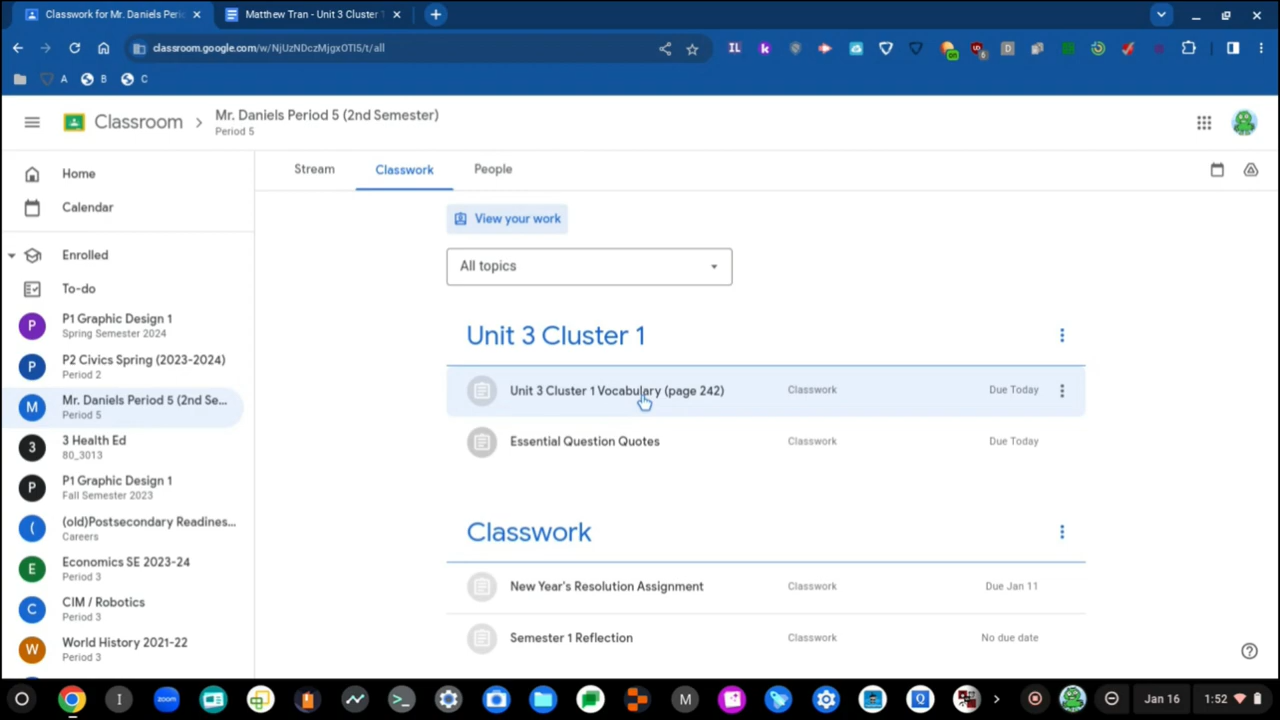 Classwork for Mr. Daniels Peric
Matthew Tran - Unit 3 Cluster 1
classroom.google.com/w/NjUzNDczMjgxOTI5/t/all
A
B
C
Classroom
Mr. Daniels Period 5 (2nd Semester)
Period 5
Home
Calendar
Enrolled
To-do
P
P1 Graphic Design 1
Spring Semester 2024
P
P2 Civics Spring (2023-2024)
Period 2
M
Mr. Daniels Period 5 (2nd Se...
Period 5
3
3 Health Ed
80_3013
P
P1 Graphic Design 1
Fall Semester 2023
(
(old)Postsecondary Readines...
Careers
E
Economics SE 2023-24
Period 3
C
CIM / Robotics
Period 3
W
World History 2021-22
Period 3
Stream
Classwork
People
View your work
All topics
Unit 3 Cluster 1
Unit 3 Cluster 1 Vocabulary (page 242)
Classwork
Due Today
Essential Question Quotes
Classwork
Due Today
Classwork
New Year's Resolution Assignment
Classwork
Due Jan 11
Semester 1 Reflection
Classwork
No due date
I
zoom
M
Q
Jan 16
1:52